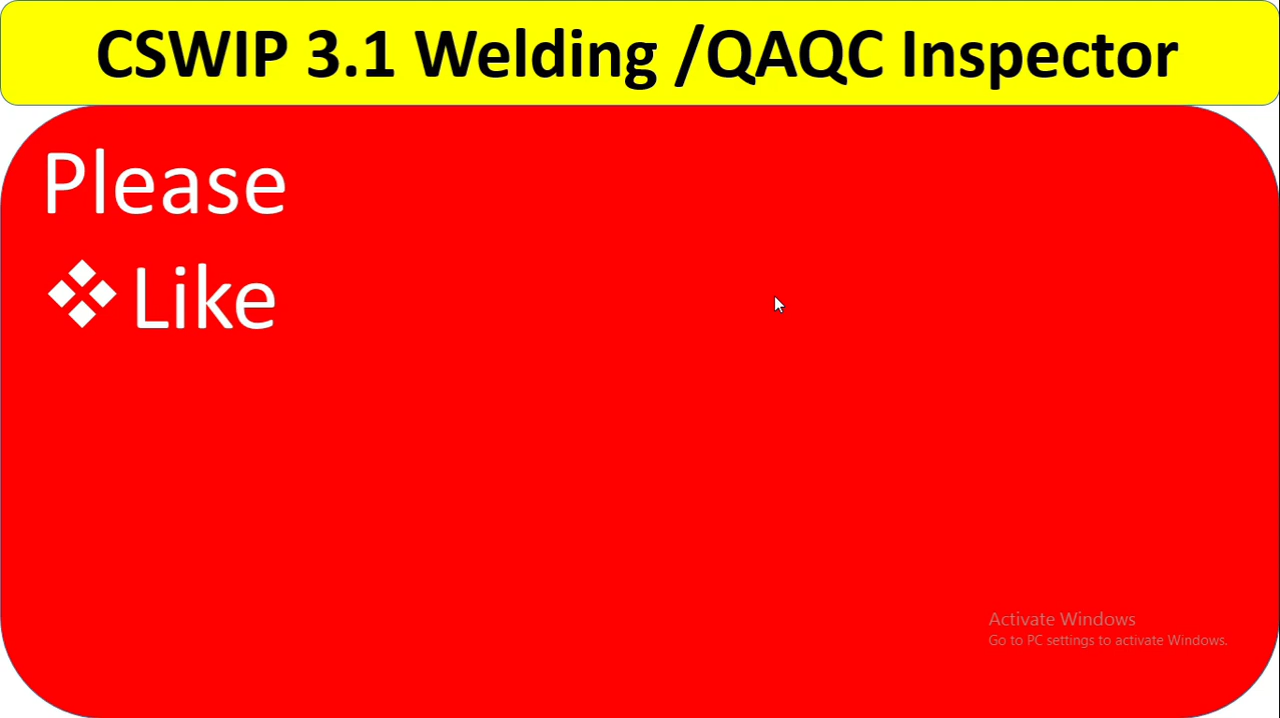 CSWIP 3.1 Welding /QAQC Inspector
Please
❖Like
Activate Windows
Go to PC settings to activate Windows.